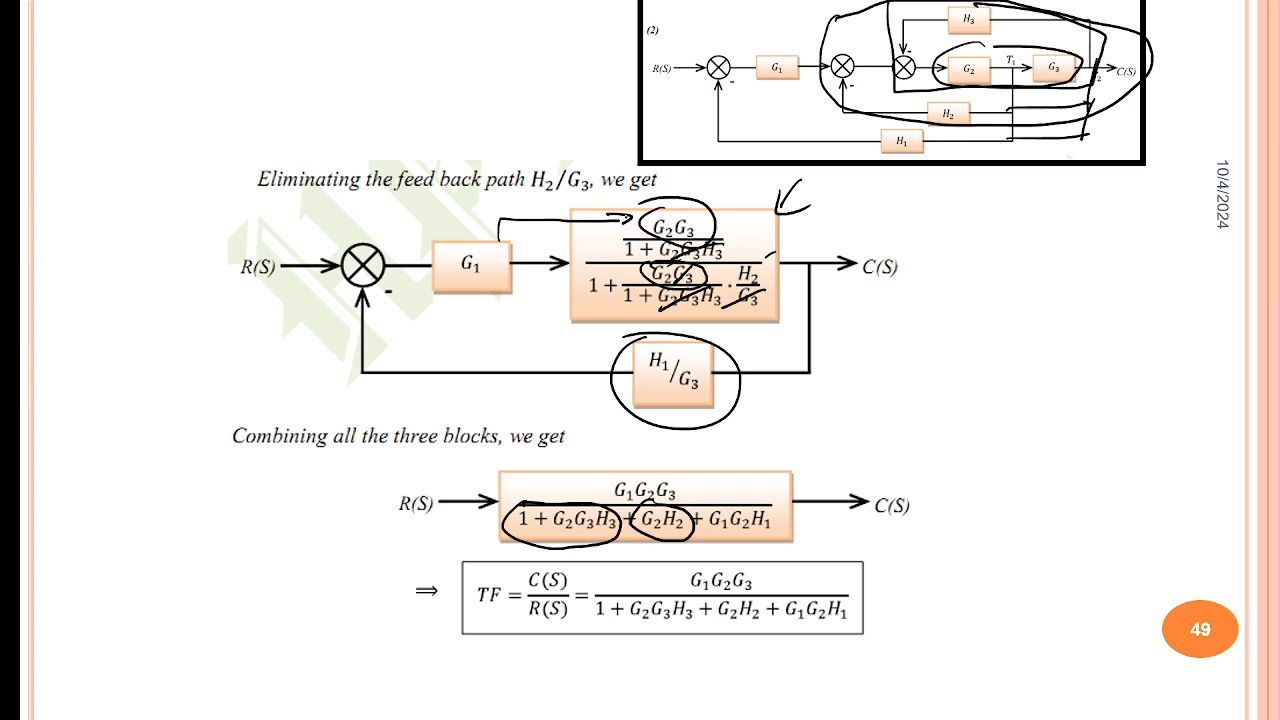 (2)
H₃
R(S) G₁ G₂ T₁ G₃ C(S)
-
-
-
2
H₂
H₁
10/4/2024
Eliminating the feed back path H₂/G₃, we get
R(S) G₁ C(S)
G₂G₃
1 + G₂G₃H₃
1 + G₂G₃ / 1 + G₂G₃H₃ · H₂ / G₃
-
H₁/G₃
Combining all the three blocks, we get
R(S) C(S)
G₁G₂G₃
1 + G₂G₃H₃ + G₂H₂ + G₁G₂H₁
⟹ TF = C(S) / R(S) = G₁G₂G₃ / 1 + G₂G₃H₃ + G₂H₂ + G₁G₂H₁
49